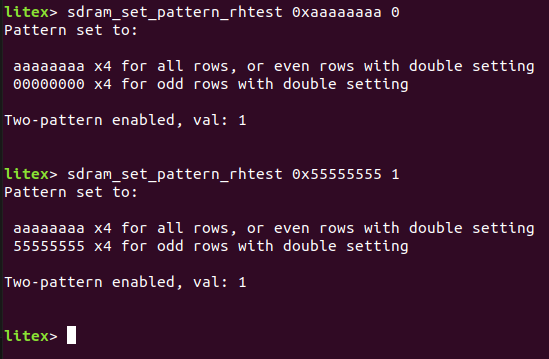 litex> sdram_set_pattern_rhtest 0xaaaaaaaa 0
Pattern set to:
aaaaaaaa x4 for all rows, or even rows with double setting
00000000 x4 for odd rows with double setting
Two-pattern enabled, val: 1
litex> sdram_set_pattern_rhtest 0x55555555 1
Pattern set to:
aaaaaaaa x4 for all rows, or even rows with double setting
55555555 x4 for odd rows with double setting
Two-pattern enabled, val: 1
litex>